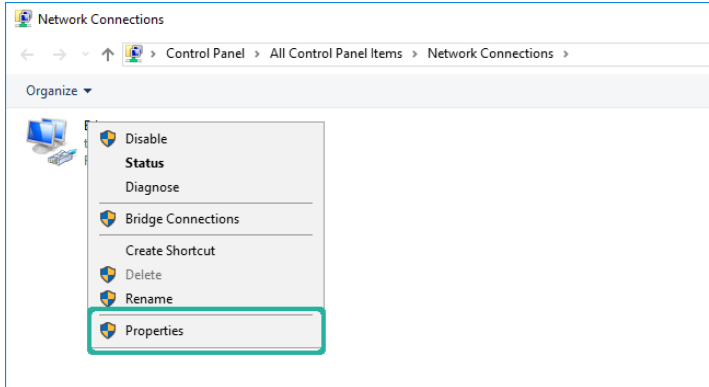 Network Connections
Control Panel > All Control Panel Items > Network Connections >
Organize
Disable
Status
Diagnose
Bridge Connections
Create Shortcut
Delete
Rename
Properties